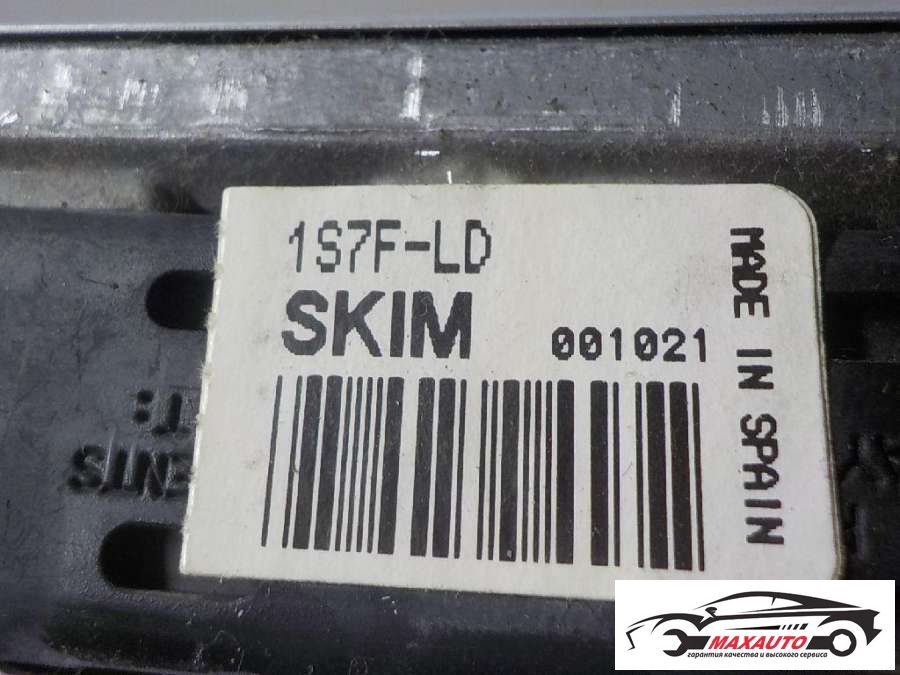 1S7F-LD
SKIM
001021
MADE IN SPAIN
MAXAUTO
гарантия качества и высокого сервиса